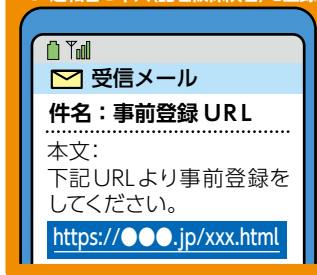 受信メール
件名：事前登録URL
本文：
下記URLより事前登録を
してください。
https://●●●.jp/xxx.html